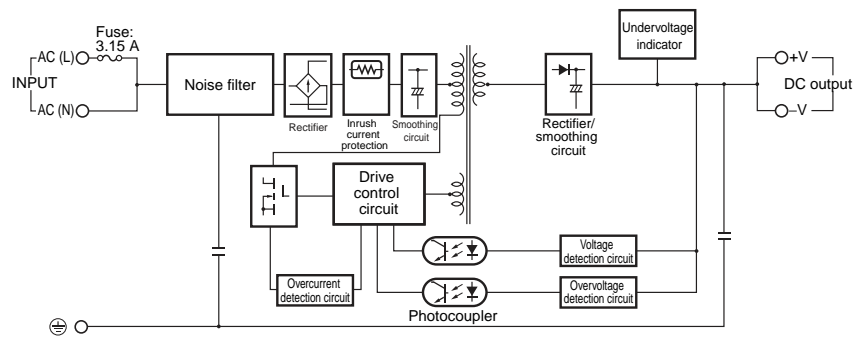 Fuse:
3.15 A
Undervoltage
indicator
AC (L)
INPUT
AC (N)
Noise filter
Rectifier
Inrush
current
protection
Smoothing
circuit
Rectifier/
smoothing
circuit
+V
DC output
–V
Drive
control
circuit
Overcurrent
detection circuit
Voltage
detection circuit
Overvoltage
detection circuit
Photocoupler